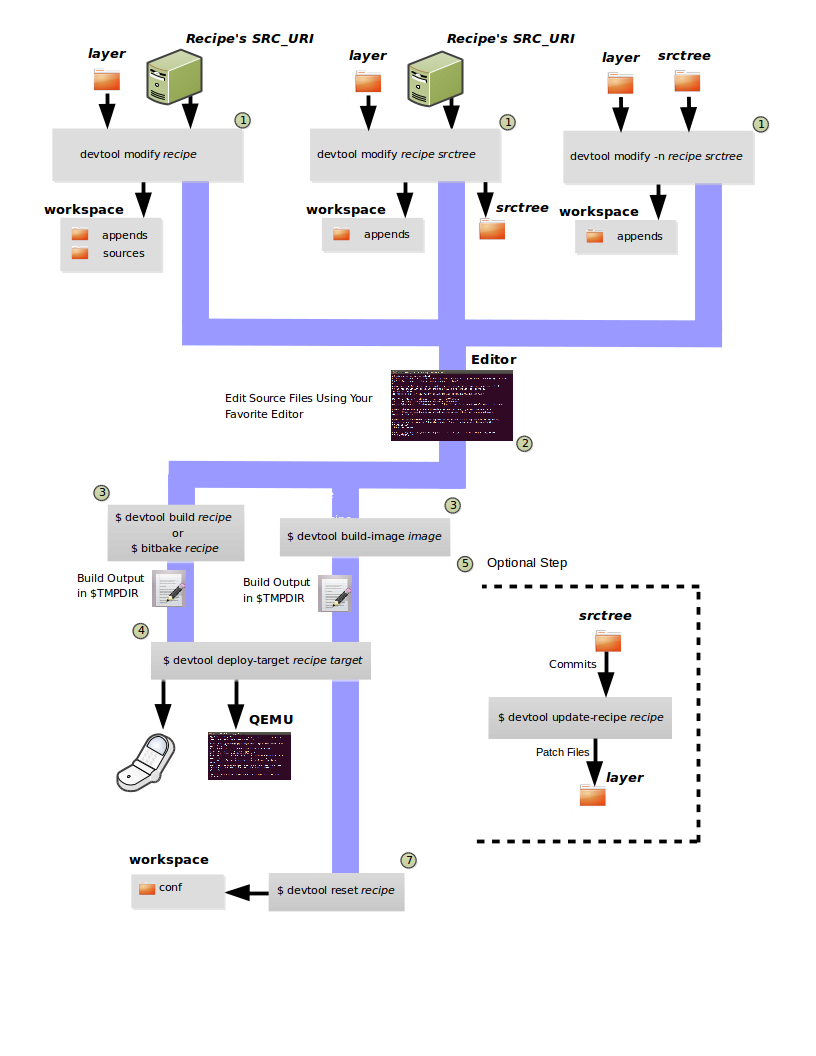 Recipe's SRC_URI
Recipe's SRC_URI
layer
layer
layer
srctree
1
1
1
devtool modify recipe
devtool modify recipe srctree
devtool modify -n recipe srctree
workspace
workspace
srctree
workspace
appends
sources
appends
appends
Editor
Edit Source Files Using Your
Favorite Editor
2
3
3
$ devtool build recipe
or
$ bitbake recipe
$ devtool build-image image
5
Optional Step
Build Output
in $TMPDIR
Build Output
in $TMPDIR
srctree
4
$ devtool deploy-target recipe target
Commits
$ devtool update-recipe recipe
QEMU
Patch Files
layer
workspace
7
conf
$ devtool reset recipe